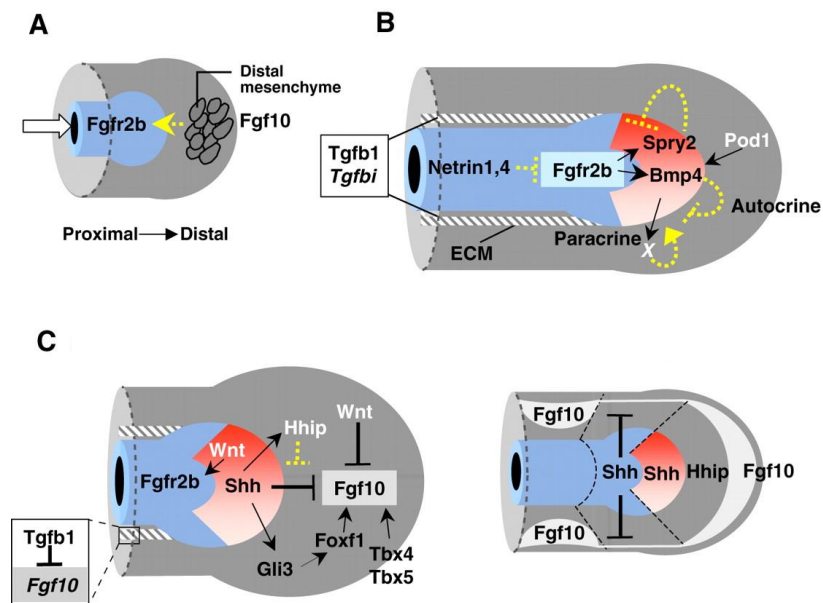 A
Distal
mesenchyme
Fgfr2b
Fgf10
Proximal
Distal
B
Tgfb1
Tgfbi
Netrin1,4
Fgfr2b
Spry2
Bmp4
Pod1
Autocrine
Paracrine
X
ECM
C
Wnt
Fgfr2b
Shh
Hhip
Wnt
Fgf10
Foxf1
Gli3
Tbx4
Tbx5
Tgfb1
Fgf10
Fgf10
Shh
Shh
Hhip
Fgf10
Fgf10